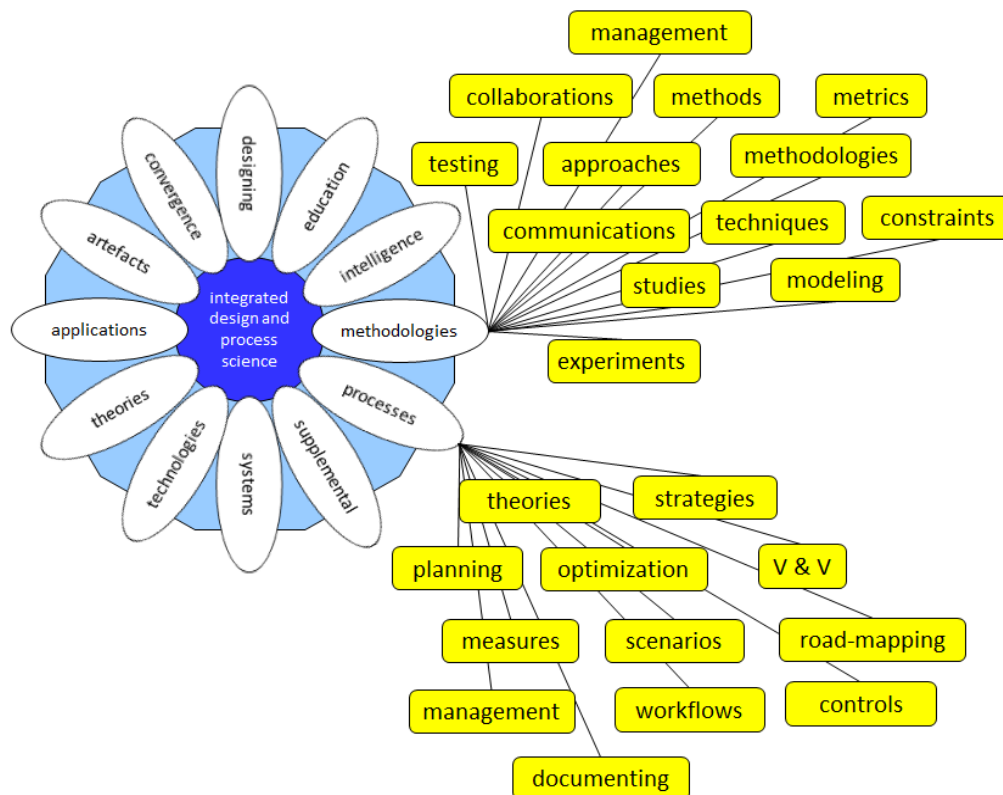 management
collaborations
methods
metrics
testing
approaches
methodologies
communications
techniques
constraints
studies
modeling
experiments
designing
education
intelligence
methodologies
processes
supplemental
systems
technologies
theories
applications
artefacts
convergence
integrated
design and
process
science
theories
strategies
planning
optimization
V & V
measures
scenarios
road-mapping
management
workflows
controls
documenting